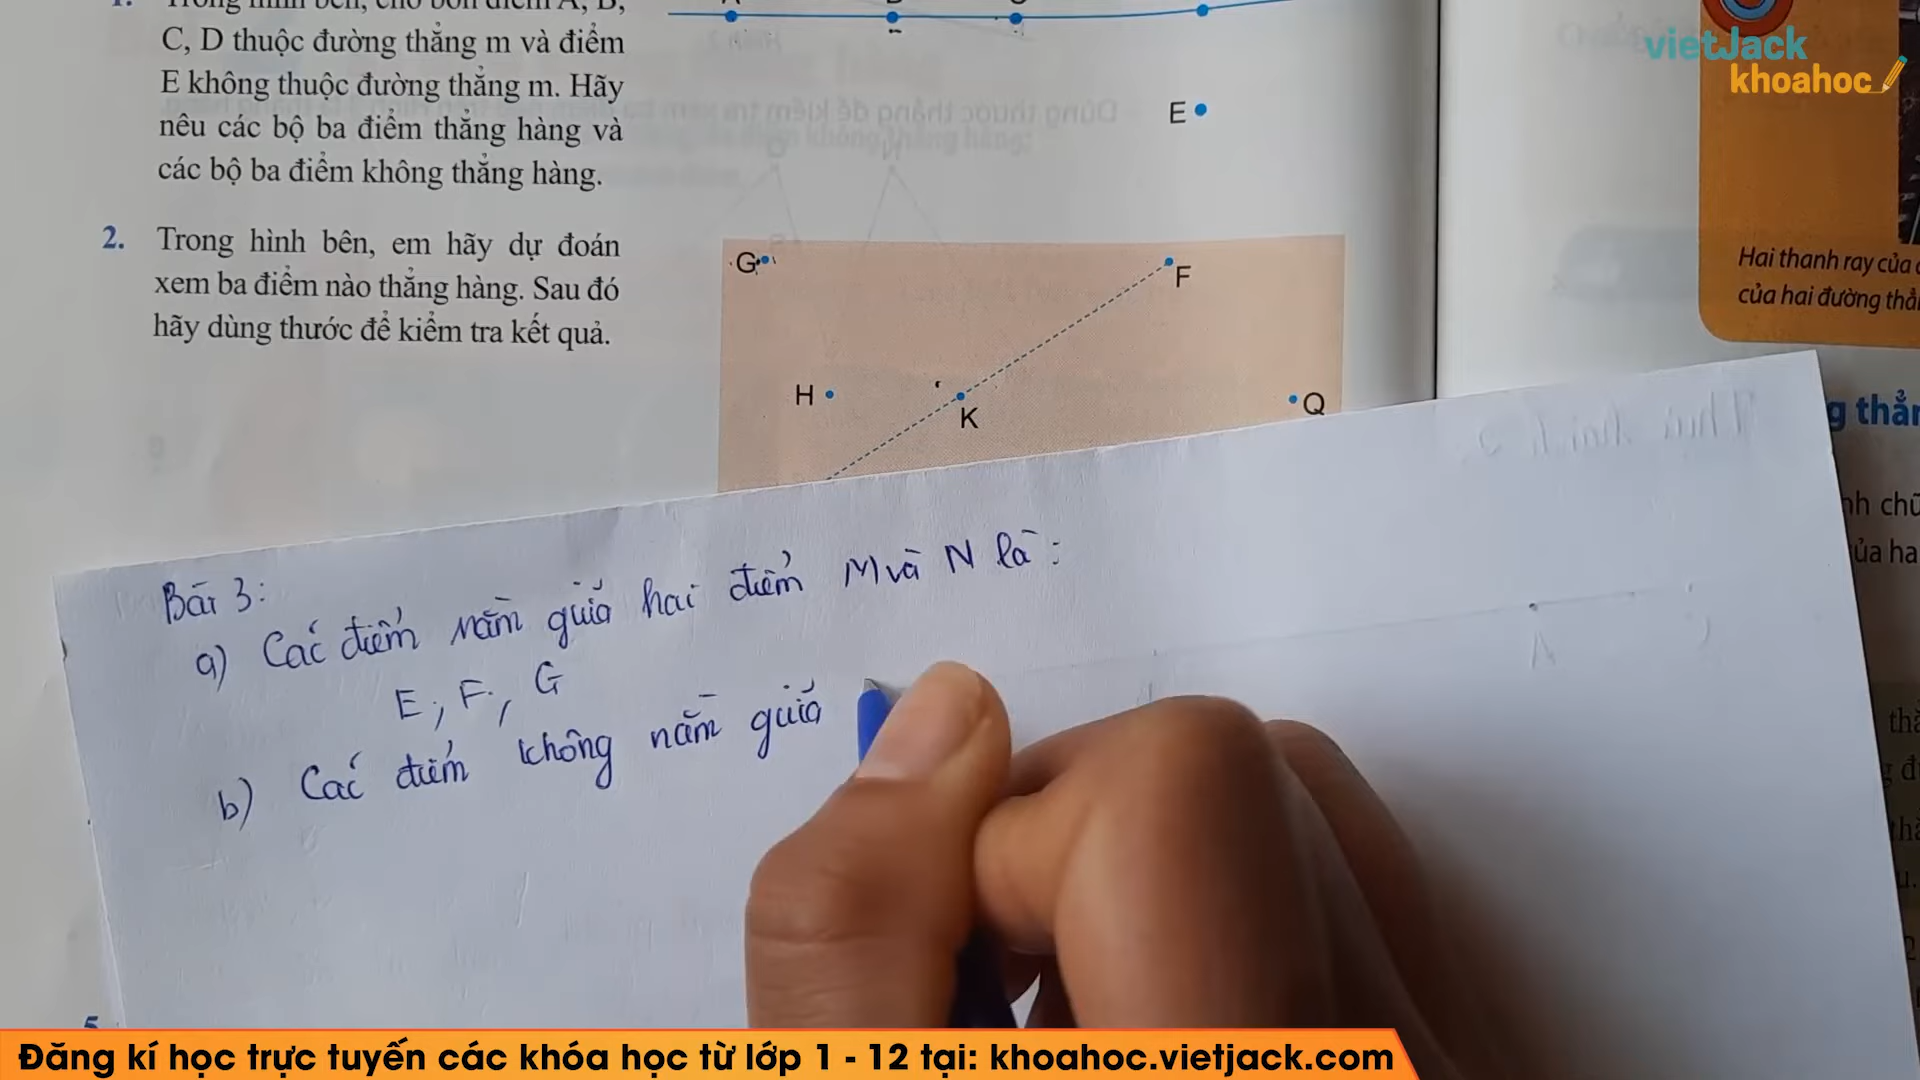 C, D thuộc đường thẳng m và điểm
E không thuộc đường thẳng m. Hãy
nêu các bộ ba điểm thẳng hàng và
các bộ ba điểm không thẳng hàng.
E
2. Trong hình bên, em hãy dự đoán
xem ba điểm nào thẳng hàng. Sau đó
hãy dùng thước để kiểm tra kết quả.
G
F
H
K
Q
vietJack
khoahoc
Hai thanh ray của
của hai đường
Bài 3:
a) Các điểm nằm giữa hai điểm M và N là:
E; F; G
b) Các điểm không nằm giữa
5
Đăng kí học trực tuyến các khóa học từ lớp 1 - 12 tại: khoahoc.vietjack.com